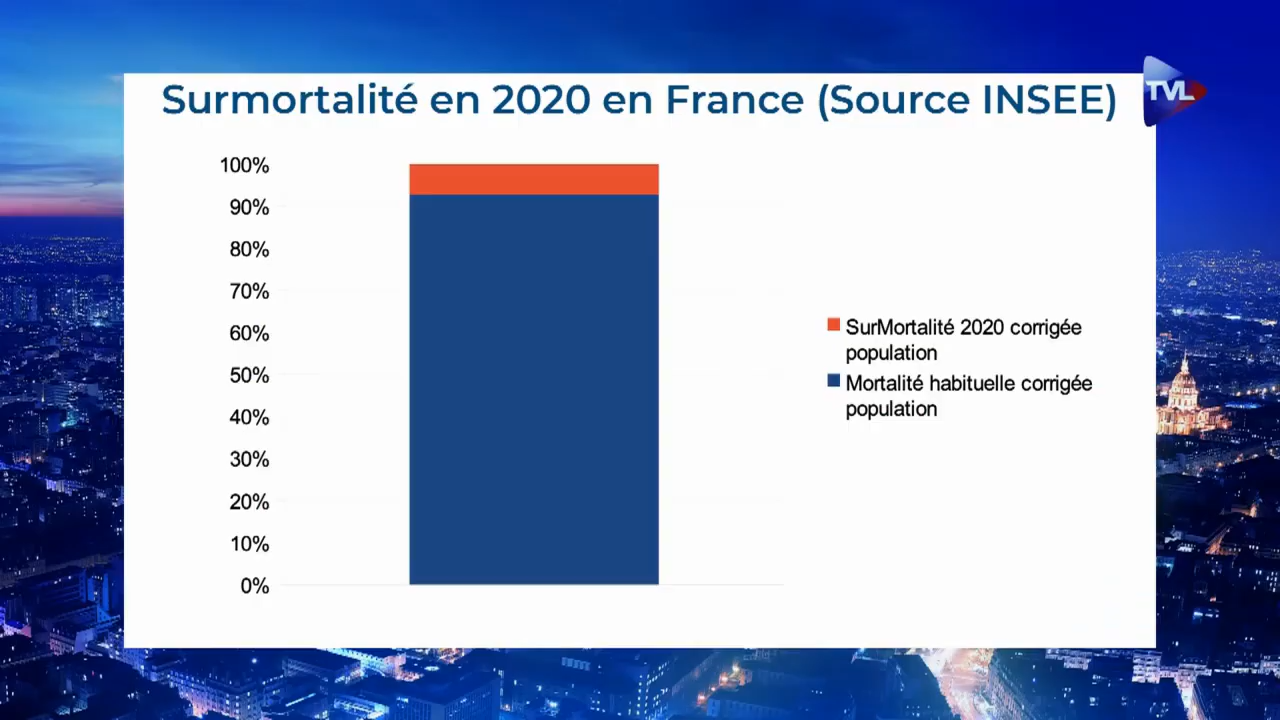 Surmortalité en 2020 en France (Source INSEE)
TVL
100%
90%
80%
70%
60%
50%
40%
30%
20%
10%
0%
SurMortalité 2020 corrigée
population
Mortalité habituelle corrigée
population